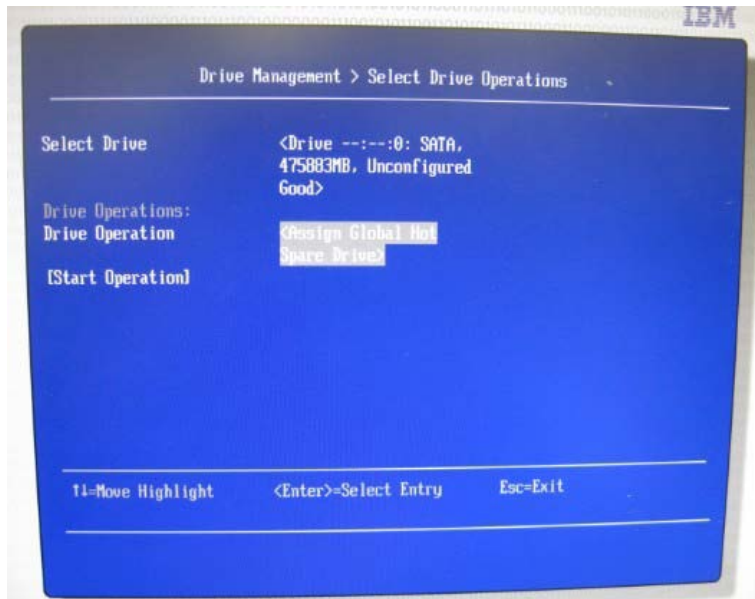 IBM
Drive Management > Select Drive Operations
Select Drive <Drive --:--:0: SATA,
475883MB, Unconfigured
Good>
Drive Operations:
Drive Operation <Assign Global Hot
Spare Drive>
[Start Operation]
↑↓=Move Highlight <Enter>=Select Entry Esc=Exit